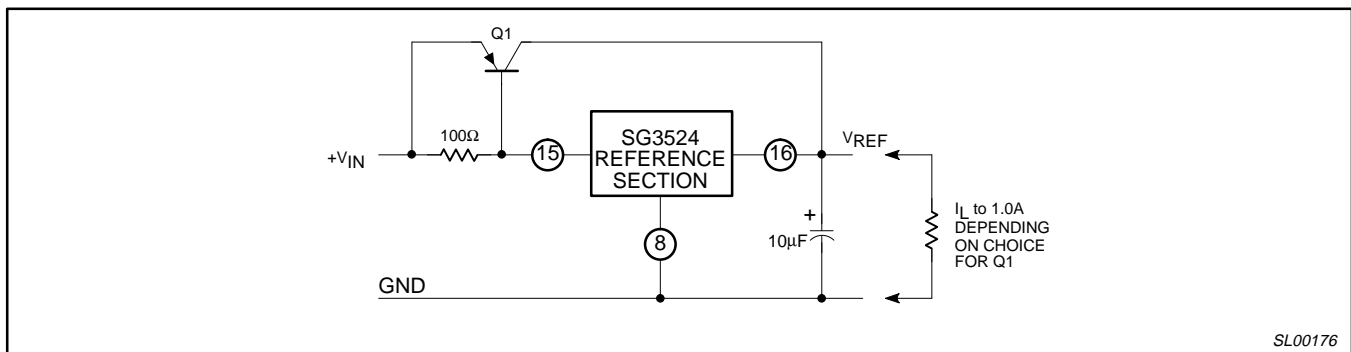 Q1
100Ω
+VIN
15
SG3524
REFERENCE
SECTION
16
VREF
+
10μF
IL to 1.0A
DEPENDING
ON CHOICE
FOR Q1
8
GND
SL00176